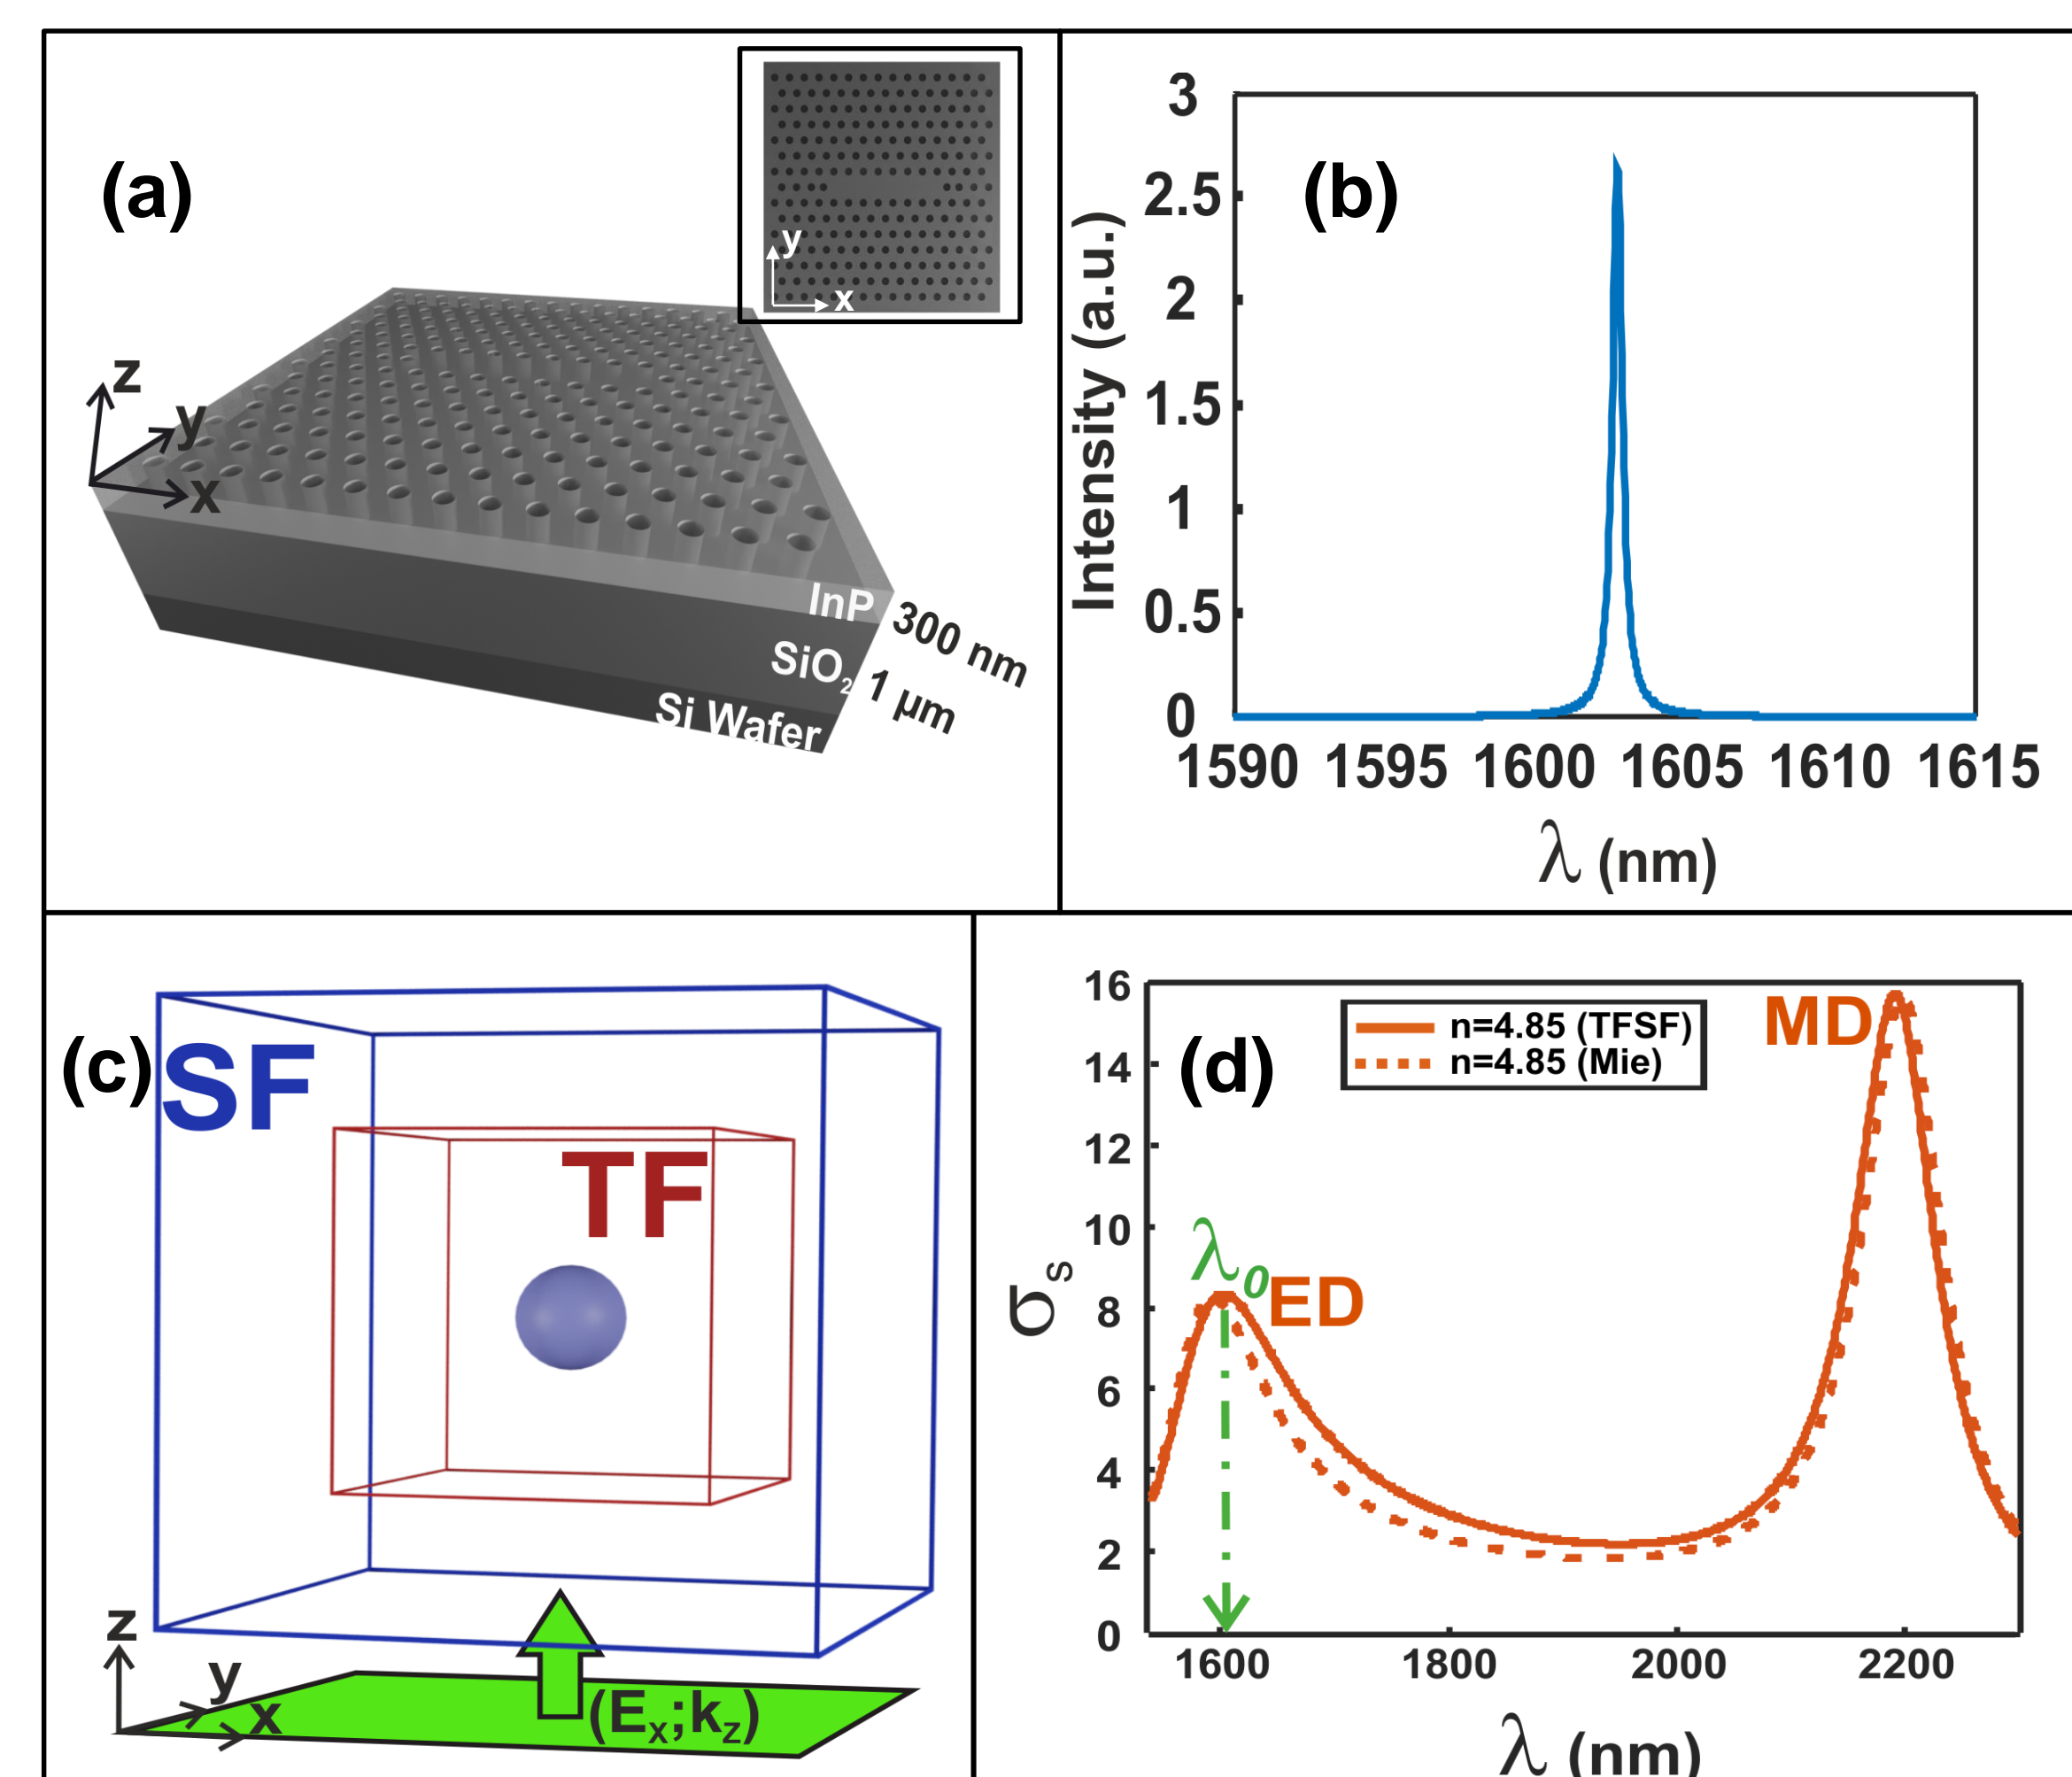 (a)
y
x
z
y
x
InP
300 nm
SiO2
1 µm
Si Wafer
(b)
Intensity (a.u.)
3
2.5
2
1.5
1
0.5
0
1590 1595 1600 1605 1610 1615
λ (nm)
(c)
SF
TF
z
y
x
(Ex;kz)
(d)
n=4.85 (TFSF)
n=4.85 (Mie)
MD
λ0
ED
σs
16
14
12
10
8
6
4
2
0
1600 1800 2000 2200
λ (nm)